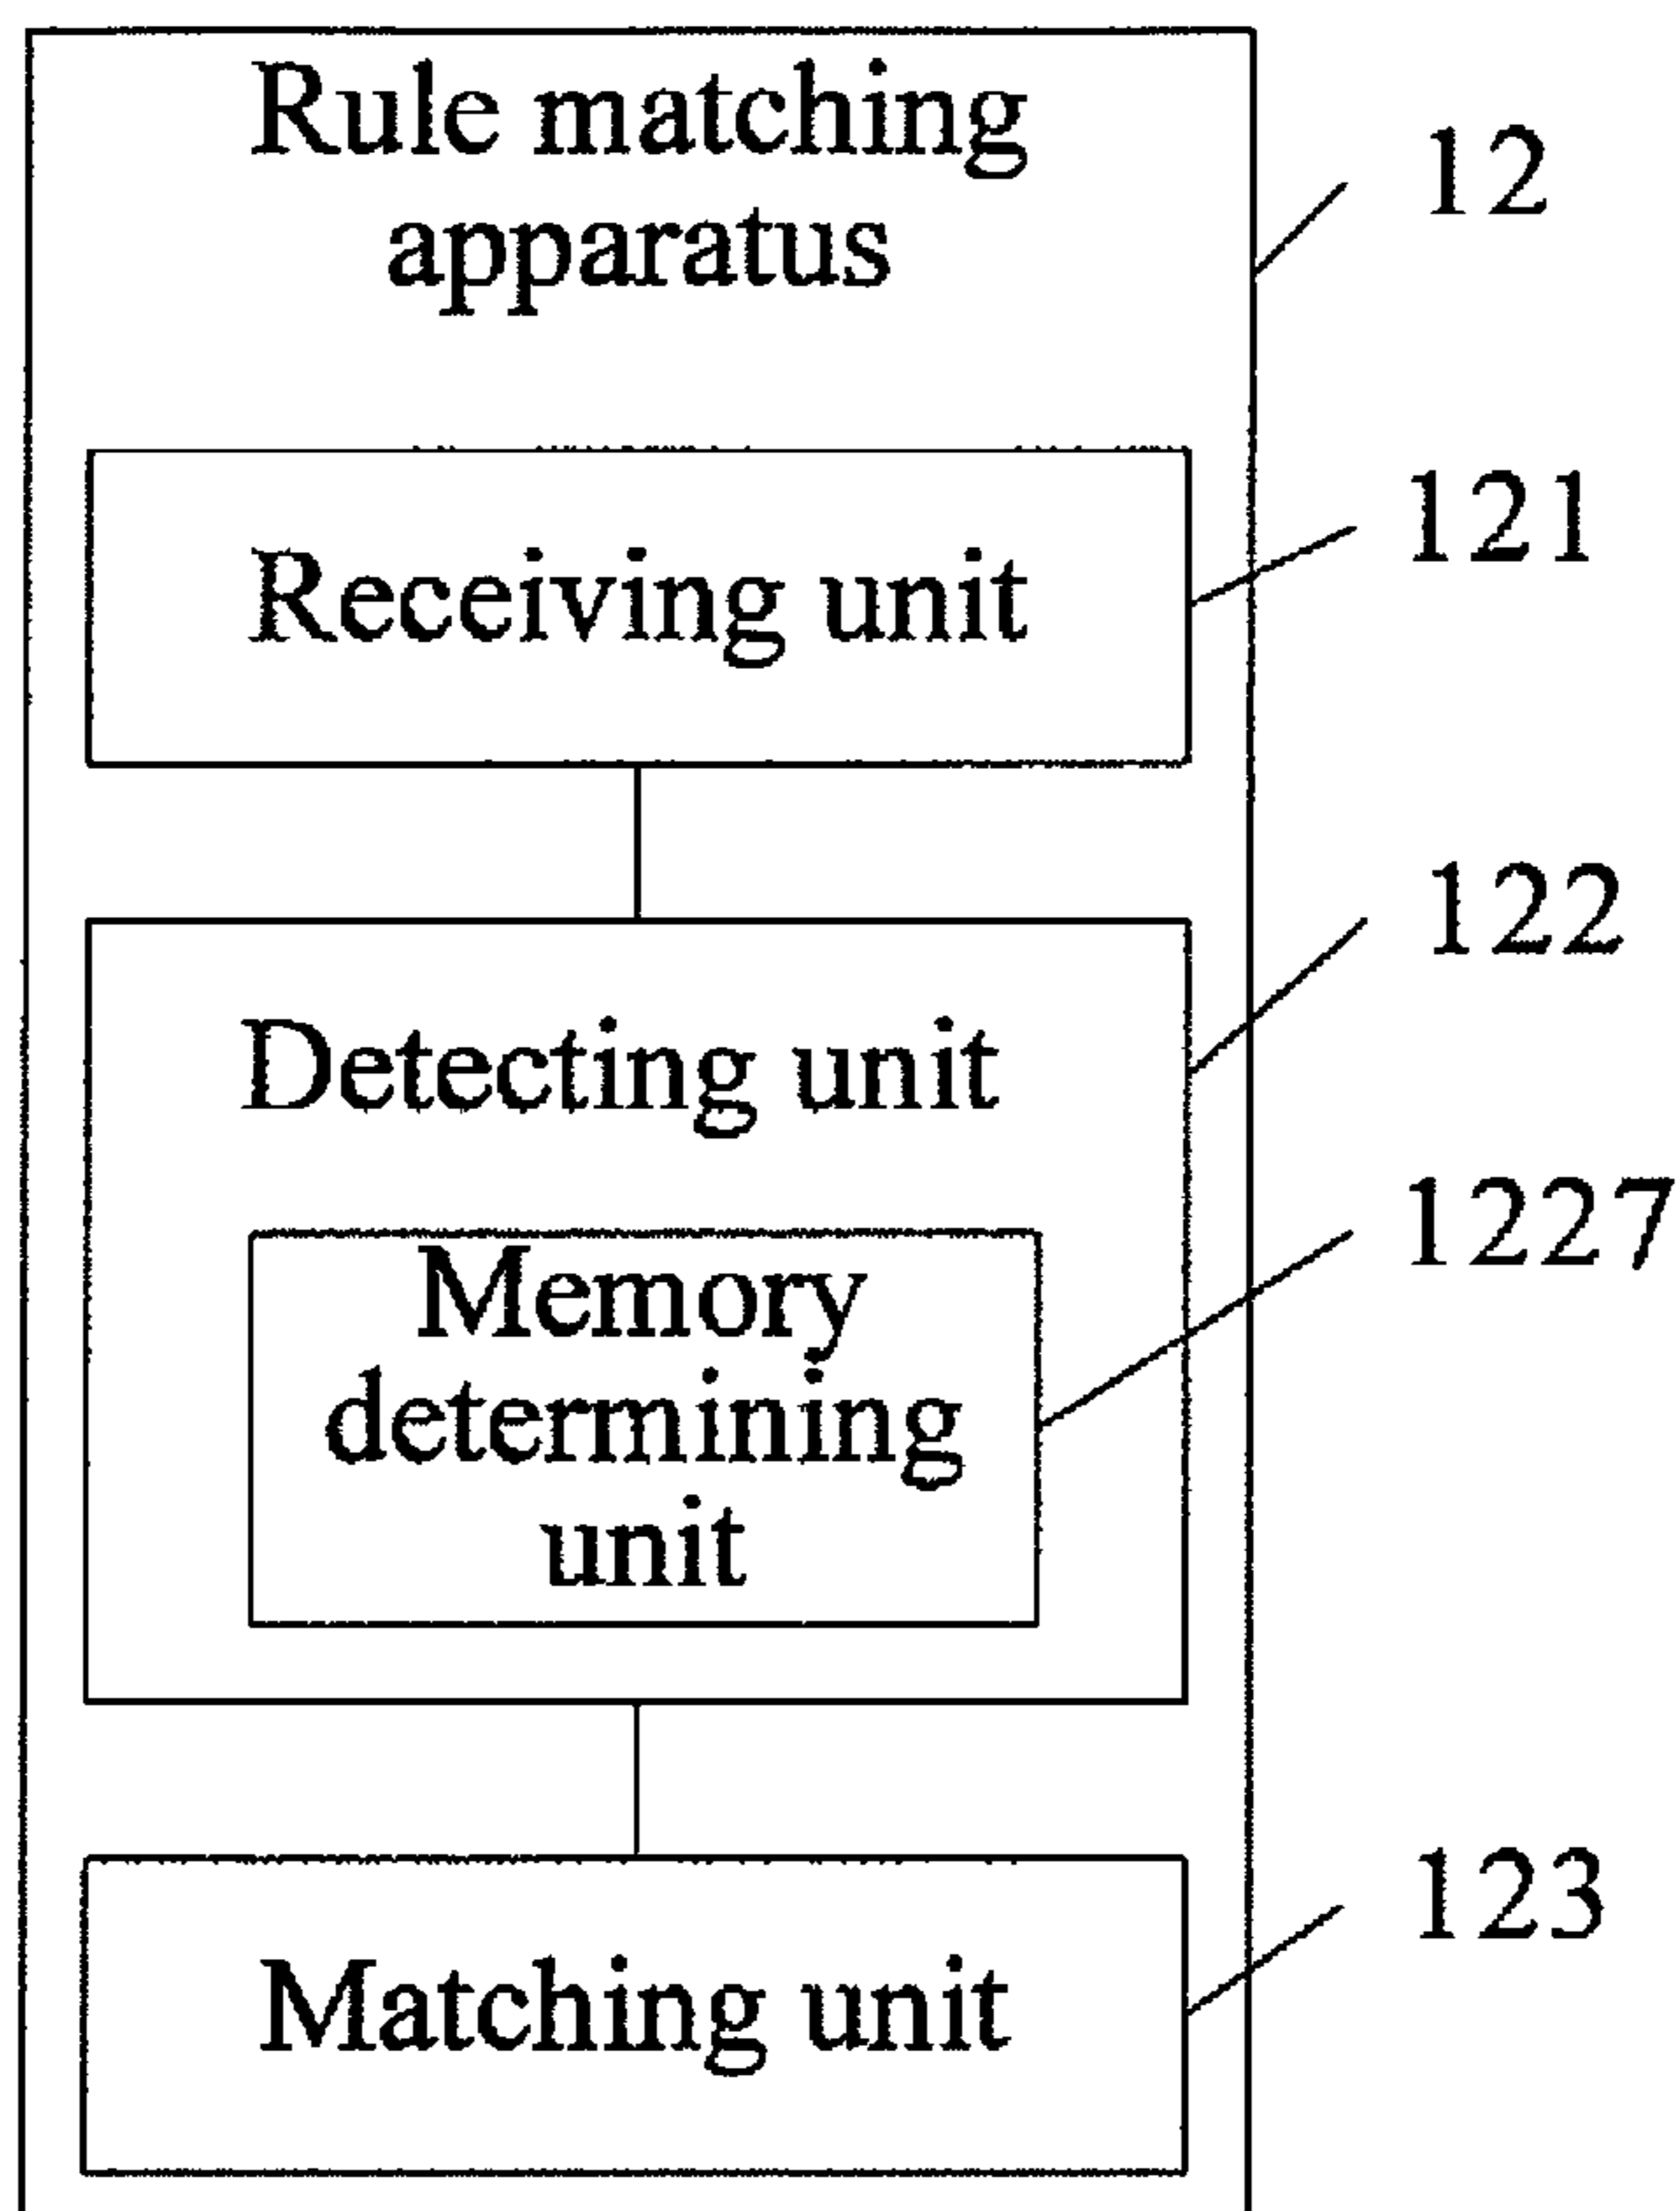 Rule matching
apparatus
12
Receiving unit
121
Detecting unit
122
Memory
determining
unit
1227
Matching unit
123